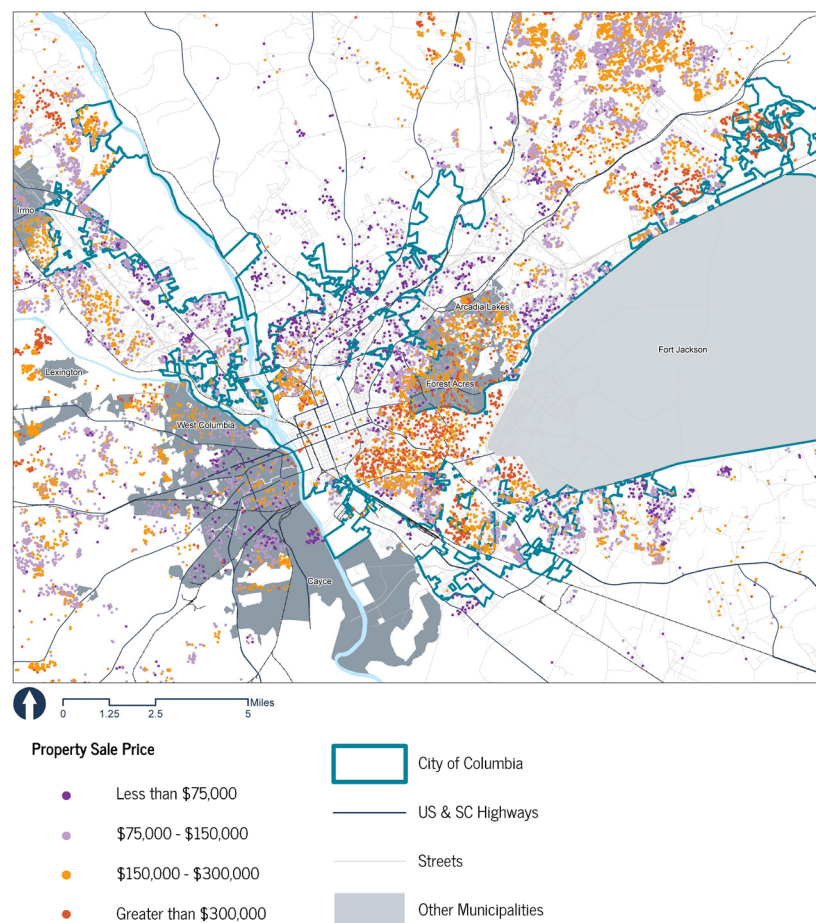 Irmo
Arcadia Lakes
Fort Jackson
Lexington
Forest Acres
West Columbia
Cayce
Miles
0 1.25 2.5 5
Property Sale Price
Less than $75,000
$75,000 - $150,000
$150,000 - $300,000
Greater than $300,000
City of Columbia
US & SC Highways
Streets
Other Municipalities